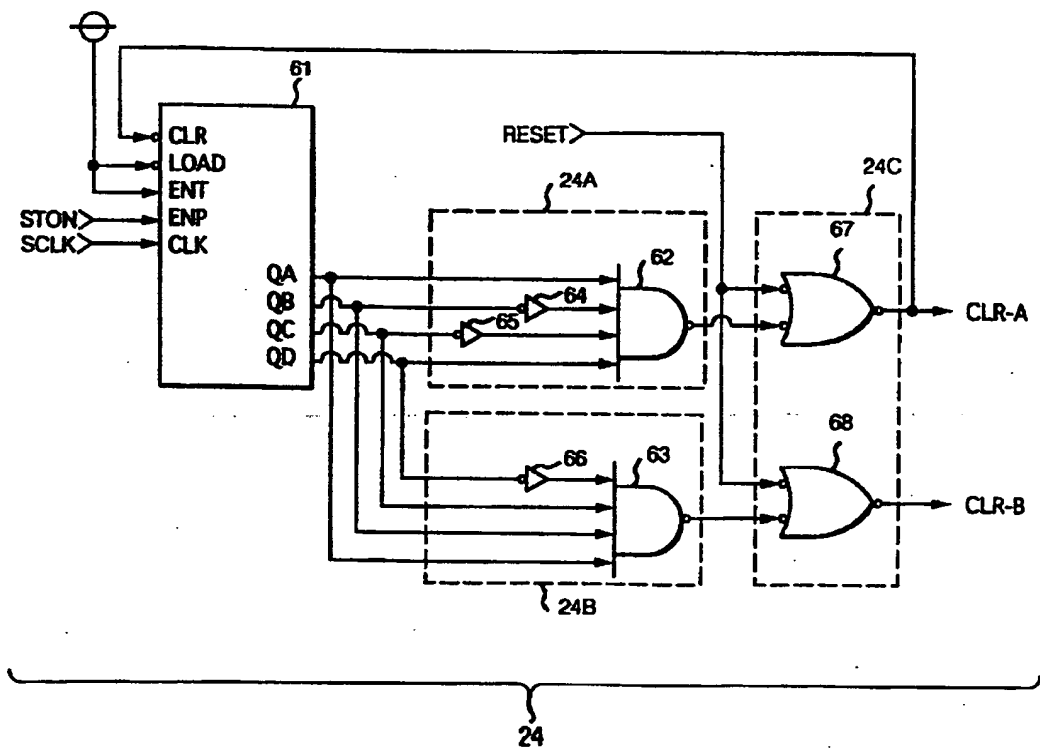 61
CLR
LOAD
ENT
STON
ENP
SCLK
CLK
QA
QB
QC
QD
RESET
24A
62
64
65
24C
67
CLR-A
66
63
68
CLR-B
24B
24